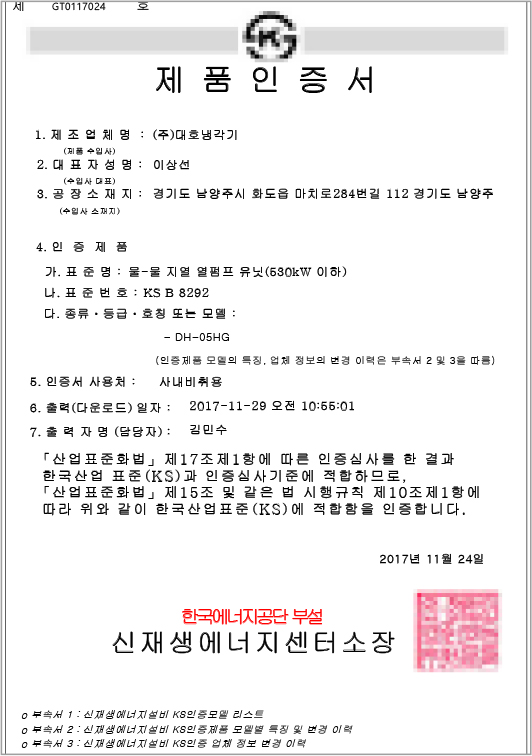 제 GT0117024 호
제 품 인 증 서
1. 제 조 업 체 명 : (주)대호냉각기
(제품 수입사)
2. 대 표 자 성 명 : 이상선
(수입사 대표)
3. 공 장 소 재 지 : 경기도 남양주시 화도읍 마치로284번길 112 경기도 남양주
(수입사 소재지)
4. 인 증 제 품
가. 표 준 명 : 물-물 지열 열펌프 유닛(530kW 이하)
나. 표 준 번 호 : KS B 8292
다. 종류·등급·호칭 또는 모델 :
- DH-05HG
(인증제품 모델의 특징, 업체 정보의 변경 이력은 부속서 2 및 3을 따름)
5. 인증서 사용처 : 사내비취용
6. 출력(다운로드) 일자 : 2017-11-29 오전 10:55:01
7. 출 력 자 명 (담당자) : 김민수
「산업표준화법」 제17조제1항에 따른 인증심사를 한 결과
한국산업 표준(KS)과 인증심사기준에 적합하므로,
「산업표준화법」 제15조 및 같은 법 시행규칙 제10조제1항에
따라 위와 같이 한국산업표준(KS)에 적합함을 인증합니다.
2017년 11월 24일
한국에너지공단 부설
신재생에너지센터소장
o 부속서 1 : 신재생에너지설비 KS인증모델 리스트
o 부속서 2 : 신재생에너지설비 KS인증제품 모델별 특징 및 변경 이력
o 부속서 3 : 신재생에너지설비 KS인증 업체 정보 변경 이력